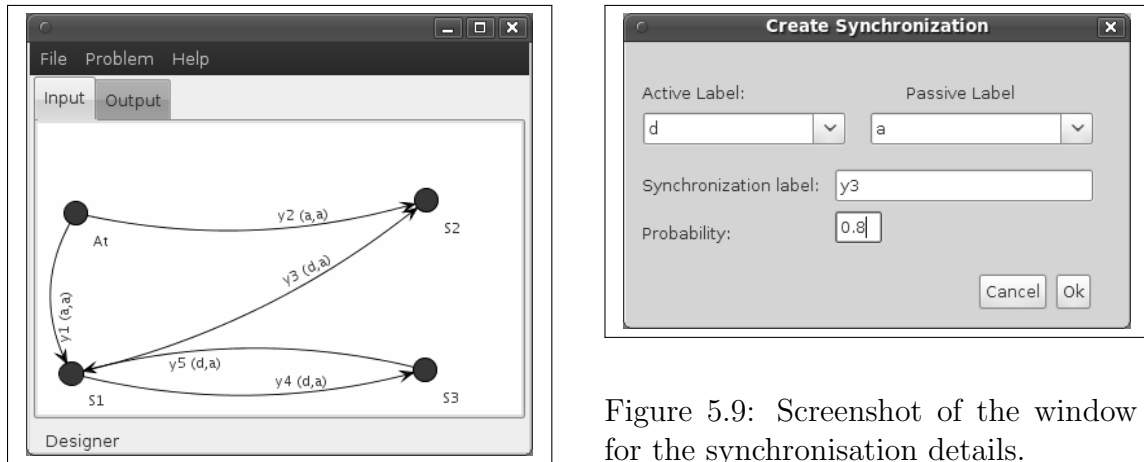 File Problem Help
Input Output
y2 (a,a)
S2
At
y3 (d,a)
y1 (a,a)
y5 (d,a)
y4 (d,a)
S1
S3
Designer
Create Synchronization
Active Label: Passive Label
d a
Synchronization label: y3
Probability: 0.8
Cancel Ok
Figure 5.9: Screenshot of the window
for the synchronisation details.